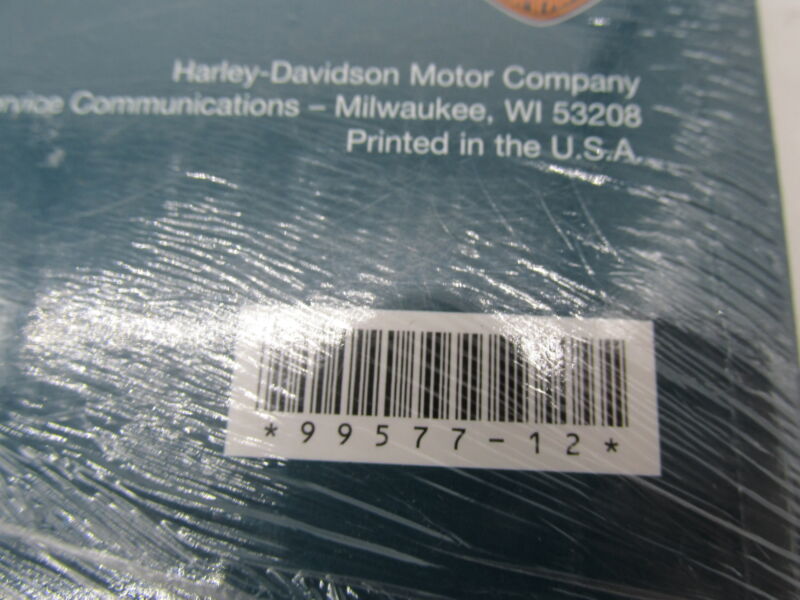 Harley-Davidson Motor Company
Communications – Milwaukee, WI 53208
Printed in the U.S.A.
*99577-12*